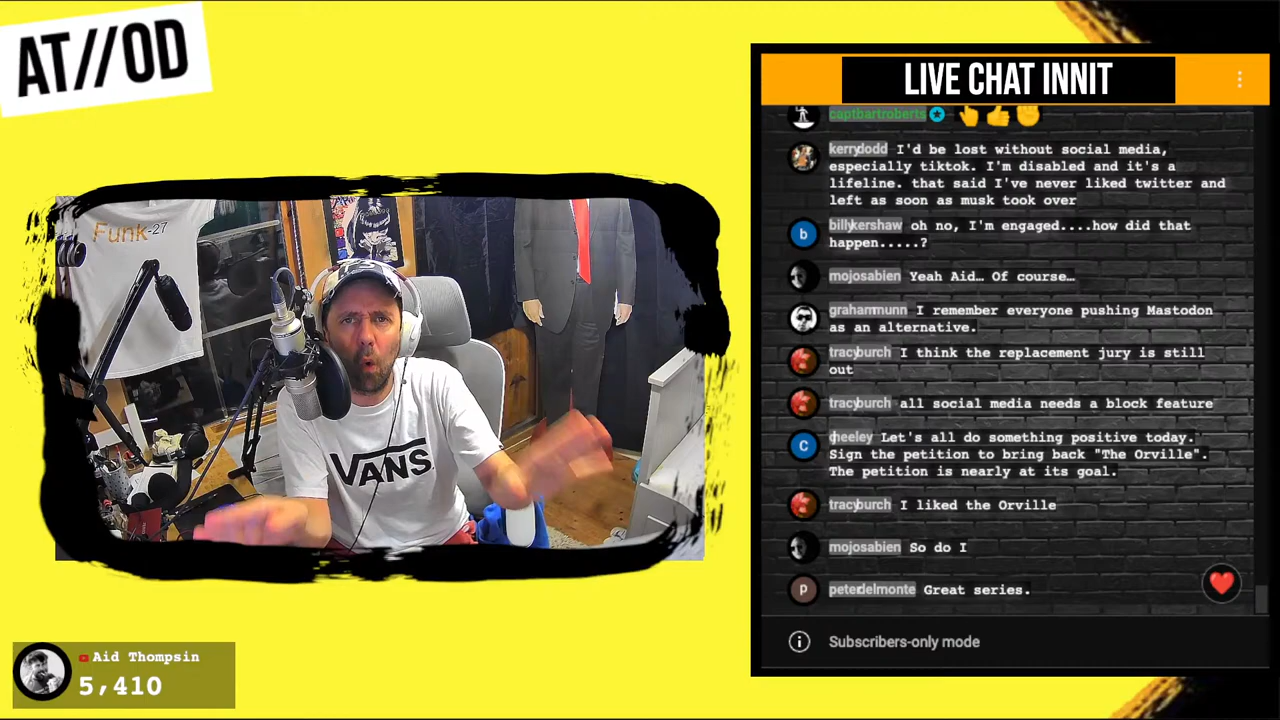 AT//OD
LIVE CHAT INNIT
captbartroberts
kerrydodd I'd be lost without social media,
especially tiktok. I'm disabled and it's a
lifeline. that said I've never liked twitter and
left as soon as musk took over
billykershaw oh no, I'm engaged....how did that
happen.....?
mojosabien Yeah Aid… Of course…
grahammunn I remember everyone pushing Mastodon
as an alternative.
tracyburch I think the replacement jury is still
out
tracyburch all social media needs a block feature
cheeley Let's all do something positive today.
Sign the petition to bring back "The Orville".
The petition is nearly at its goal.
tracyburch I liked the Orville
mojosabien So do I
peterdelmonte Great series.
Subscribers-only mode
Funk-27
VANS
Aid Thompsin
5,410